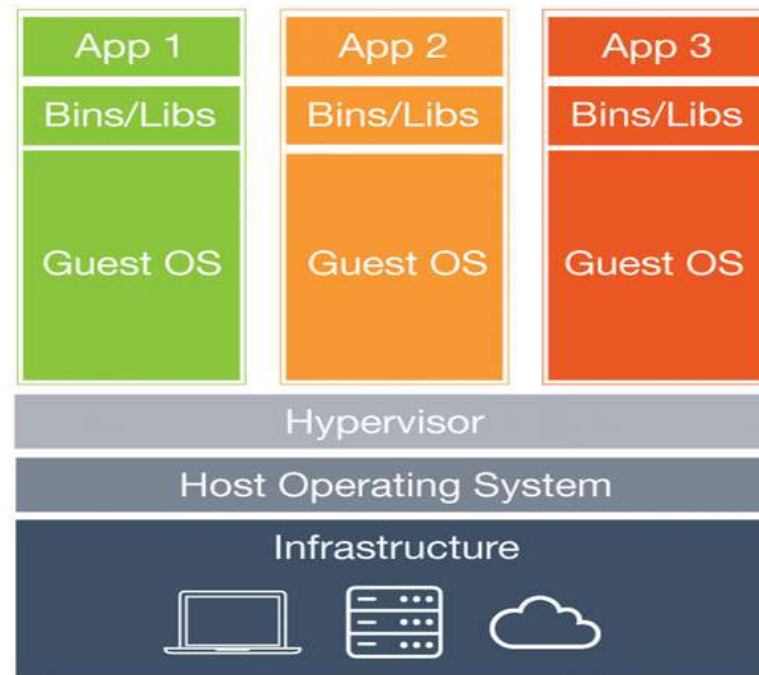 App 1
App 2
App 3
Bins/Libs
Bins/Libs
Bins/Libs
Guest OS
Guest OS
Guest OS
Hypervisor
Host Operating System
Infrastructure